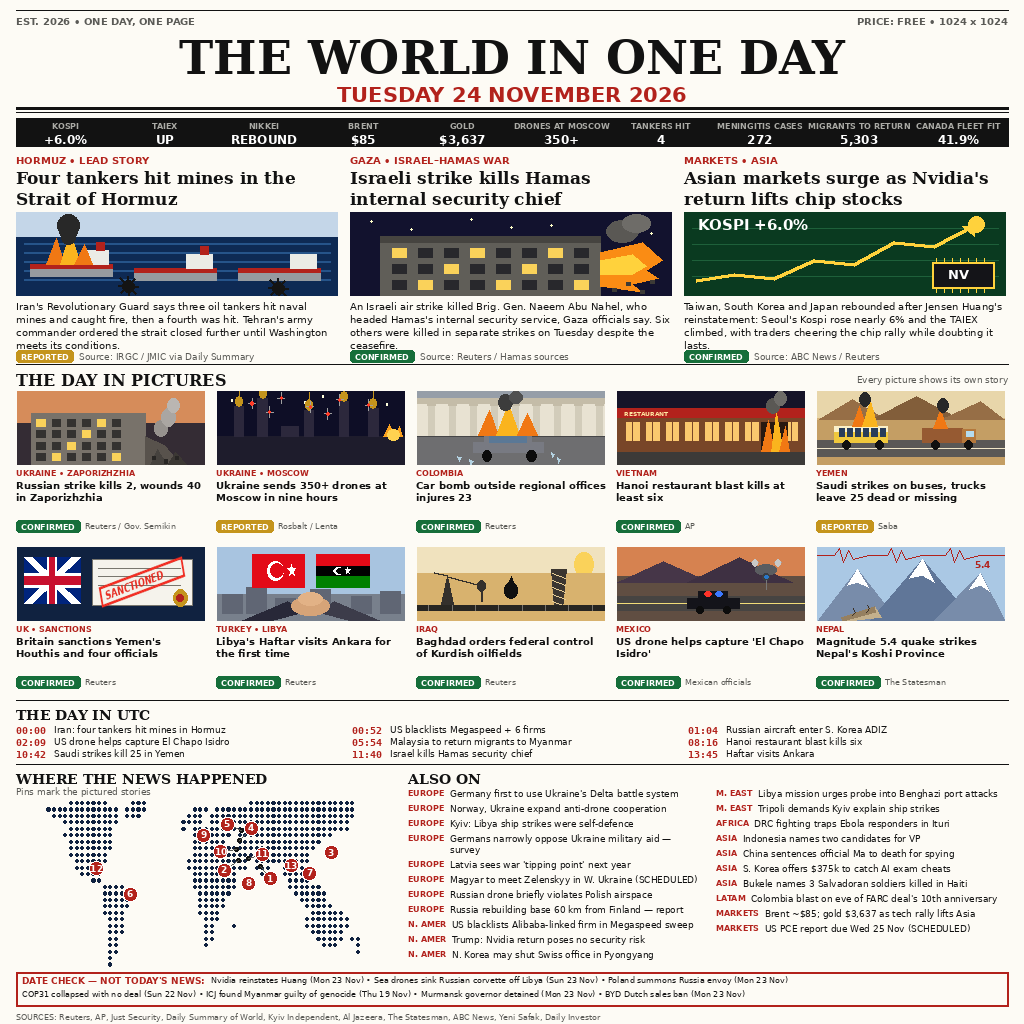 EST. 2026 • ONE DAY, ONE PAGE
PRICE: FREE • 1024 x 1024
THE WORLD IN ONE DAY
TUESDAY 24 NOVEMBER 2026
KOSPI TAIEX NIKKEI BRENT GOLD DRONES AT MOSCOW TANKERS HIT MENINGITIS CASES MIGRANTS TO RETURN CANADA FLEET FIT
+6.0% UP REBOUND $85 $3,637 350+ 4 272 5,303 41.9%
HORMUZ • LEAD STORY
Four tankers hit mines in the
Strait of Hormuz
Iran's Revolutionary Guard says three oil tankers hit naval
mines and caught fire, then a fourth was hit. Tehran's army
commander ordered the strait closed further until Washington
meets its conditions.
REPORTED Source: IRGC / JMIC via Daily Summary
GAZA • ISRAEL–HAMAS WAR
Israeli strike kills Hamas
internal security chief
An Israeli air strike killed Brig. Gen. Naeem Abu Nahel, who
headed Hamas's internal security service, Gaza officials say. Six
others were killed in separate strikes on Tuesday despite the
ceasefire.
CONFIRMED Source: Reuters / Hamas sources
MARKETS • ASIA
Asian markets surge as Nvidia's
return lifts chip stocks
KOSPI +6.0%
NV
Taiwan, South Korea and Japan rebounded after Jensen Huang's
reinstatement: Seoul's Kospi rose nearly 6% and the TAIEX
climbed, with traders cheering the chip rally while doubting it
lasts.
CONFIRMED Source: ABC News / Reuters
THE DAY IN PICTURES
Every picture shows its own story
UKRAINE • ZAPORIZHZHIA
Russian strike kills 2, wounds 40
in Zaporizhzhia
CONFIRMED Reuters / Gov. Semikin
UKRAINE • MOSCOW
Ukraine sends 350+ drones at
Moscow in nine hours
REPORTED Rosbalt / Lenta
COLOMBIA
Car bomb outside regional offices
injures 23
CONFIRMED Reuters
RESTAURANT
VIETNAM
Hanoi restaurant blast kills at
least six
CONFIRMED AP
YEMEN
Saudi strikes on buses, trucks
leave 25 dead or missing
REPORTED Saba
SANCTIONED
UK • SANCTIONS
Britain sanctions Yemen's
Houthis and four officials
CONFIRMED Reuters
TURKEY • LIBYA
Libya's Haftar visits Ankara for
the first time
CONFIRMED Reuters
IRAQ
Baghdad orders federal control
of Kurdish oilfields
CONFIRMED Reuters
MEXICO
US drone helps capture 'El Chapo
Isidro'
CONFIRMED Mexican officials
5.4
NEPAL
Magnitude 5.4 quake strikes
Nepal's Koshi Province
CONFIRMED The Statesman
THE DAY IN UTC
00:00 Iran: four tankers hit mines in Hormuz
02:09 US drone helps capture El Chapo Isidro
10:42 Saudi strikes kill 25 in Yemen
00:52 US blacklists Megaspeed + 6 firms
05:54 Malaysia to return migrants to Myanmar
11:40 Israel kills Hamas security chief
01:04 Russian aircraft enter S. Korea ADIZ
08:16 Hanoi restaurant blast kills six
13:45 Haftar visits Ankara
WHERE THE NEWS HAPPENED
Pins mark the pictured stories
5
4
9
10
11
3
12
2
13
7
1
8
6
ALSO ON
EUROPE Germany first to use Ukraine's Delta battle system
EUROPE Norway, Ukraine expand anti-drone cooperation
EUROPE Kyiv: Libya ship strikes were self-defence
EUROPE Germans narrowly oppose Ukraine military aid —
survey
EUROPE Latvia sees war 'tipping point' next year
EUROPE Magyar to meet Zelenskyy in W. Ukraine (SCHEDULED)
EUROPE Russian drone briefly violates Polish airspace
EUROPE Russia rebuilding base 60 km from Finland — report
N. AMER US blacklists Alibaba-linked firm in Megaspeed sweep
N. AMER Trump: Nvidia return poses no security risk
N. AMER N. Korea may shut Swiss office in Pyongyang
M. EAST Libya mission urges probe into Benghazi port attacks
M. EAST Tripoli demands Kyiv explain ship strikes
AFRICA DRC fighting traps Ebola responders in Ituri
ASIA Indonesia names two candidates for VP
ASIA China sentences official Ma to death for spying
ASIA S. Korea offers $375k to catch AI exam cheats
ASIA Bukele names 3 Salvadoran soldiers killed in Haiti
LATAM Colombia blast on eve of FARC deal's 10th anniversary
MARKETS Brent ~$85; gold $3,637 as tech rally lifts Asia
MARKETS US PCE report due Wed 25 Nov (SCHEDULED)
DATE CHECK — NOT TODAY'S NEWS: Nvidia reinstates Huang (Mon 23 Nov) • Sea drones sink Russian corvette off Libya (Sun 22 Nov) • Poland summons Russia envoy (Mon 23 Nov)
COP31 collapsed with no deal (Sun 22 Nov) • ICJ found Myanmar guilty of genocide (Thu 19 Nov) • Murmansk governor detained (Mon 23 Nov) • BYD Dutch sales ban (Mon 23 Nov)
SOURCES: Reuters, AP, Just Security, Daily Summary of World, Kyiv Independent, Al Jazeera, The Statesman, ABC News, Yeni Safak, Daily Investor